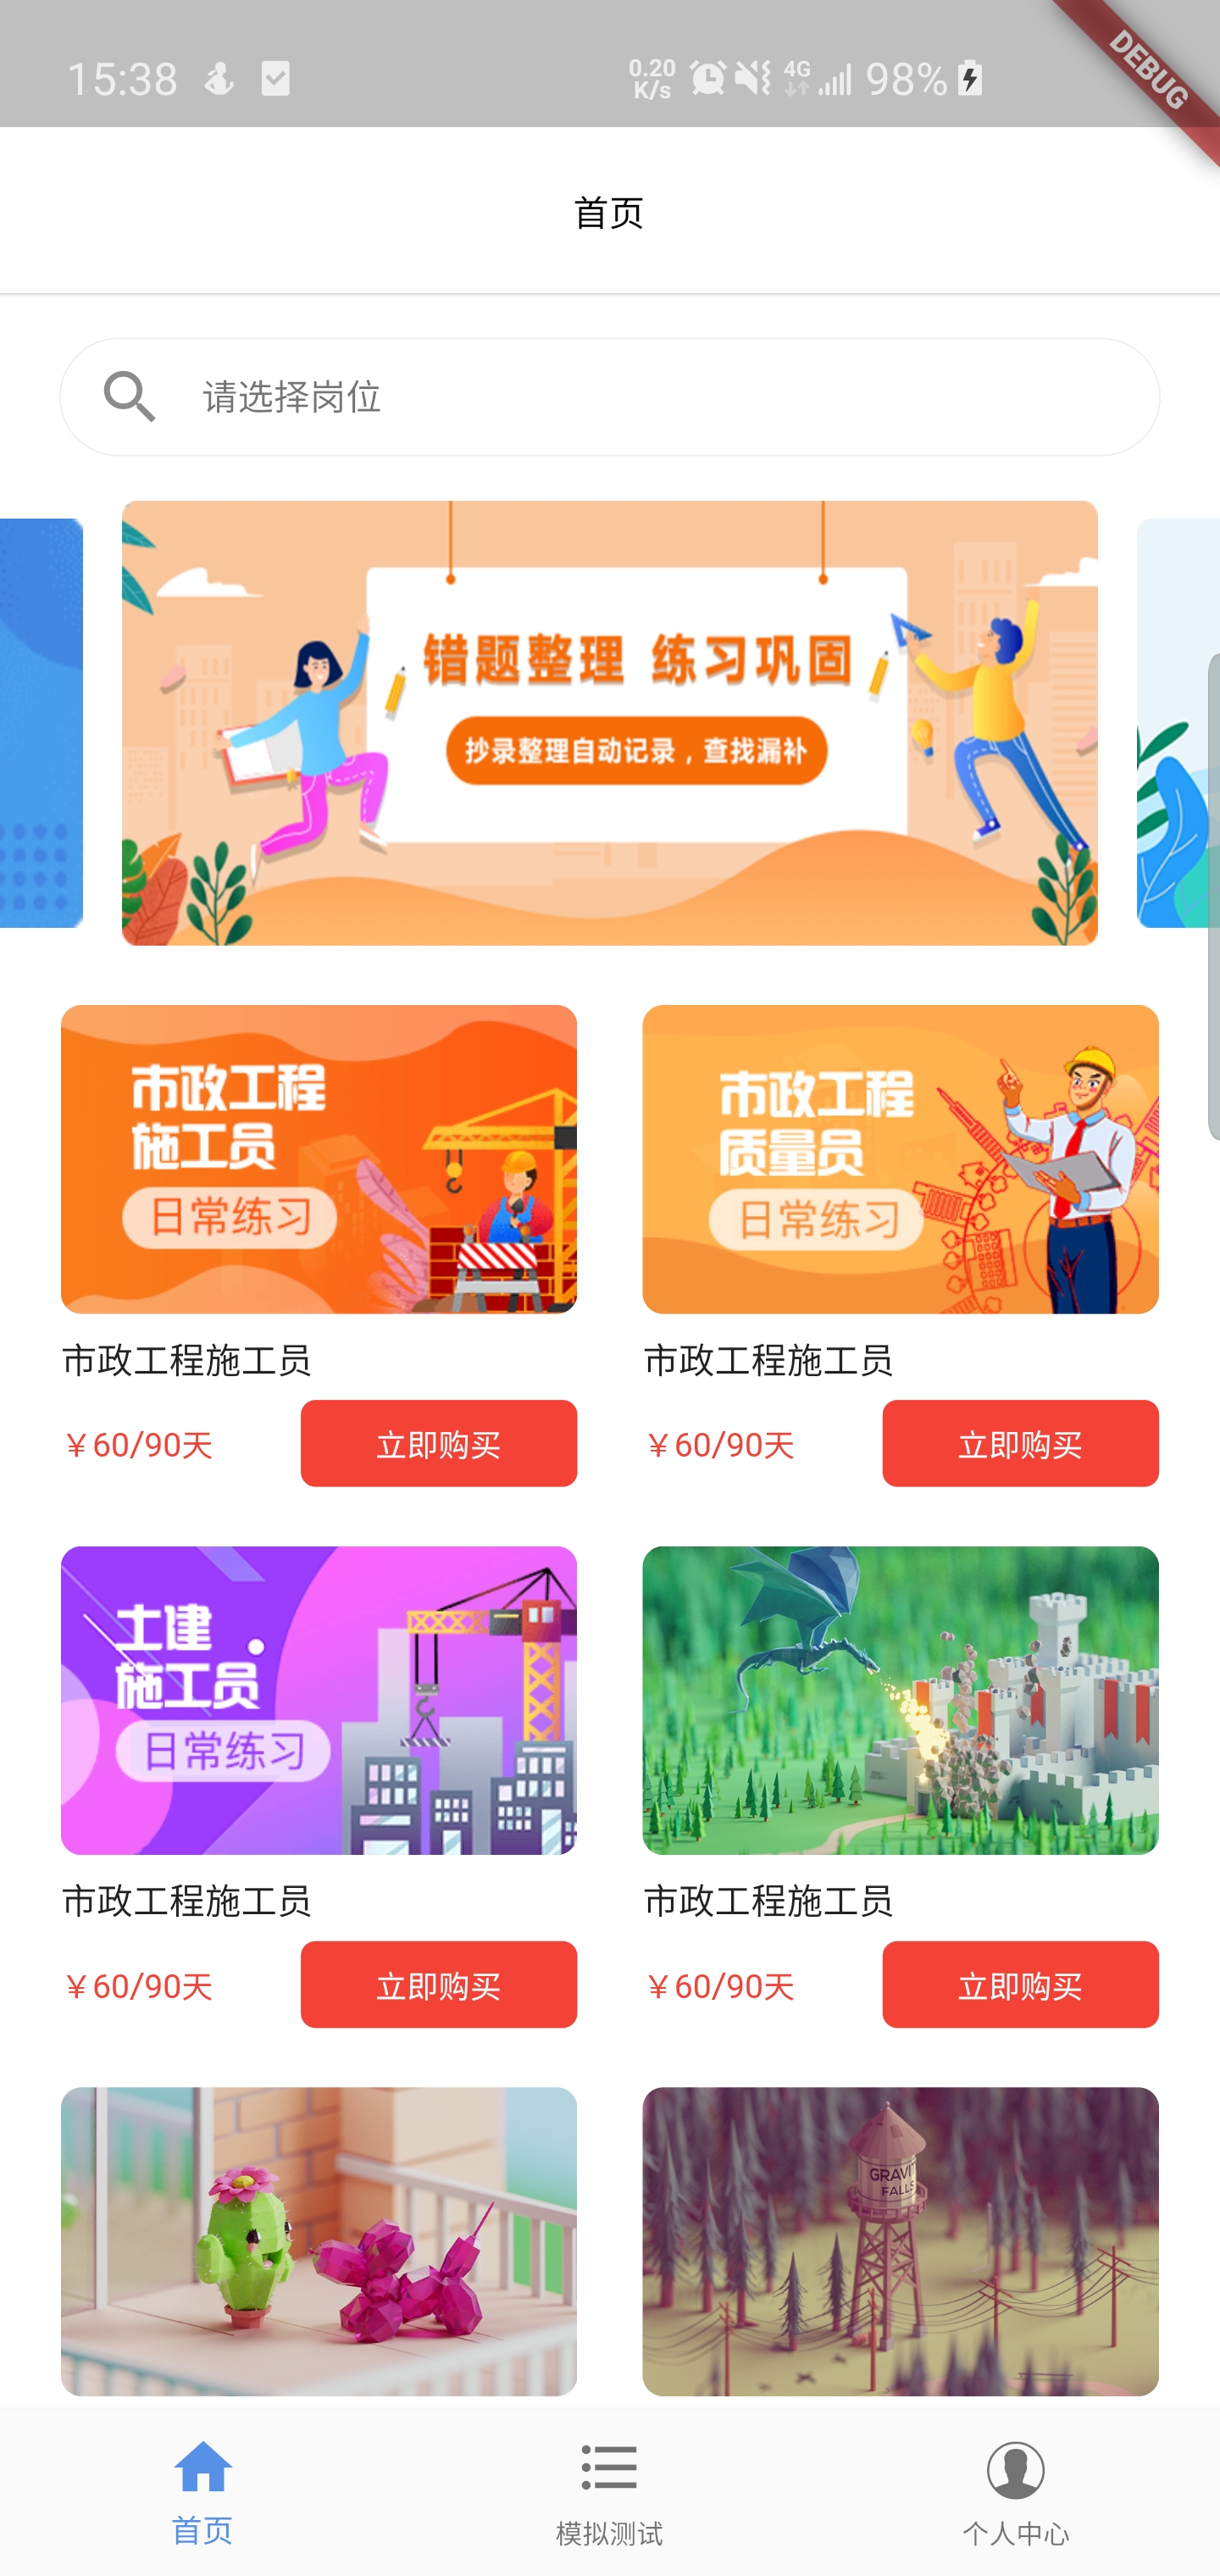 15:38
0.20
K/s
4G
98%
DEBUG
首页
请选择岗位
错题整理 练习巩固
抄录整理自动记录，查找漏补
市政工程
施工员
日常练习
市政工程
质量员
日常练习
市政工程施工员
市政工程施工员
￥60/90天
立即购买
￥60/90天
立即购买
土建
施工员
日常练习
市政工程施工员
市政工程施工员
￥60/90天
立即购买
￥60/90天
立即购买
GRAVITY
FALLS
首页
模拟测试
个人中心